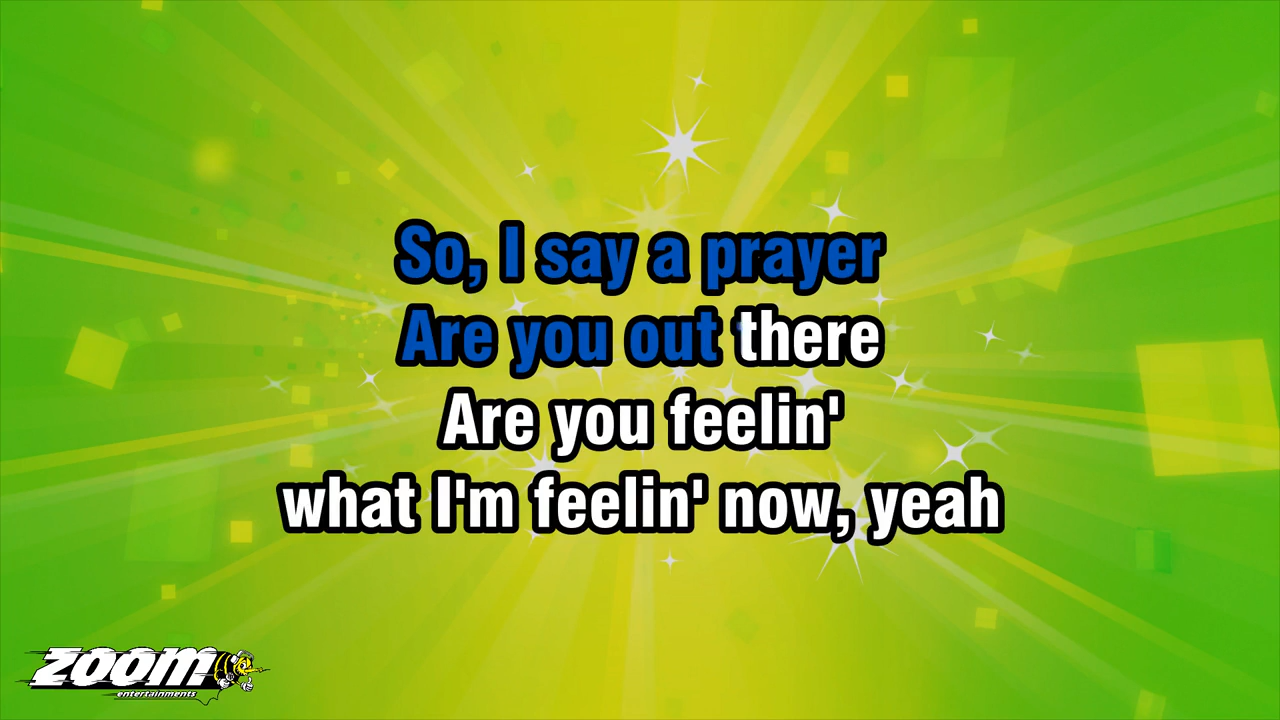 So, I say a prayer
Are you out there
Are you feelin'
what I'm feelin' now, yeah
zoom
entertainments